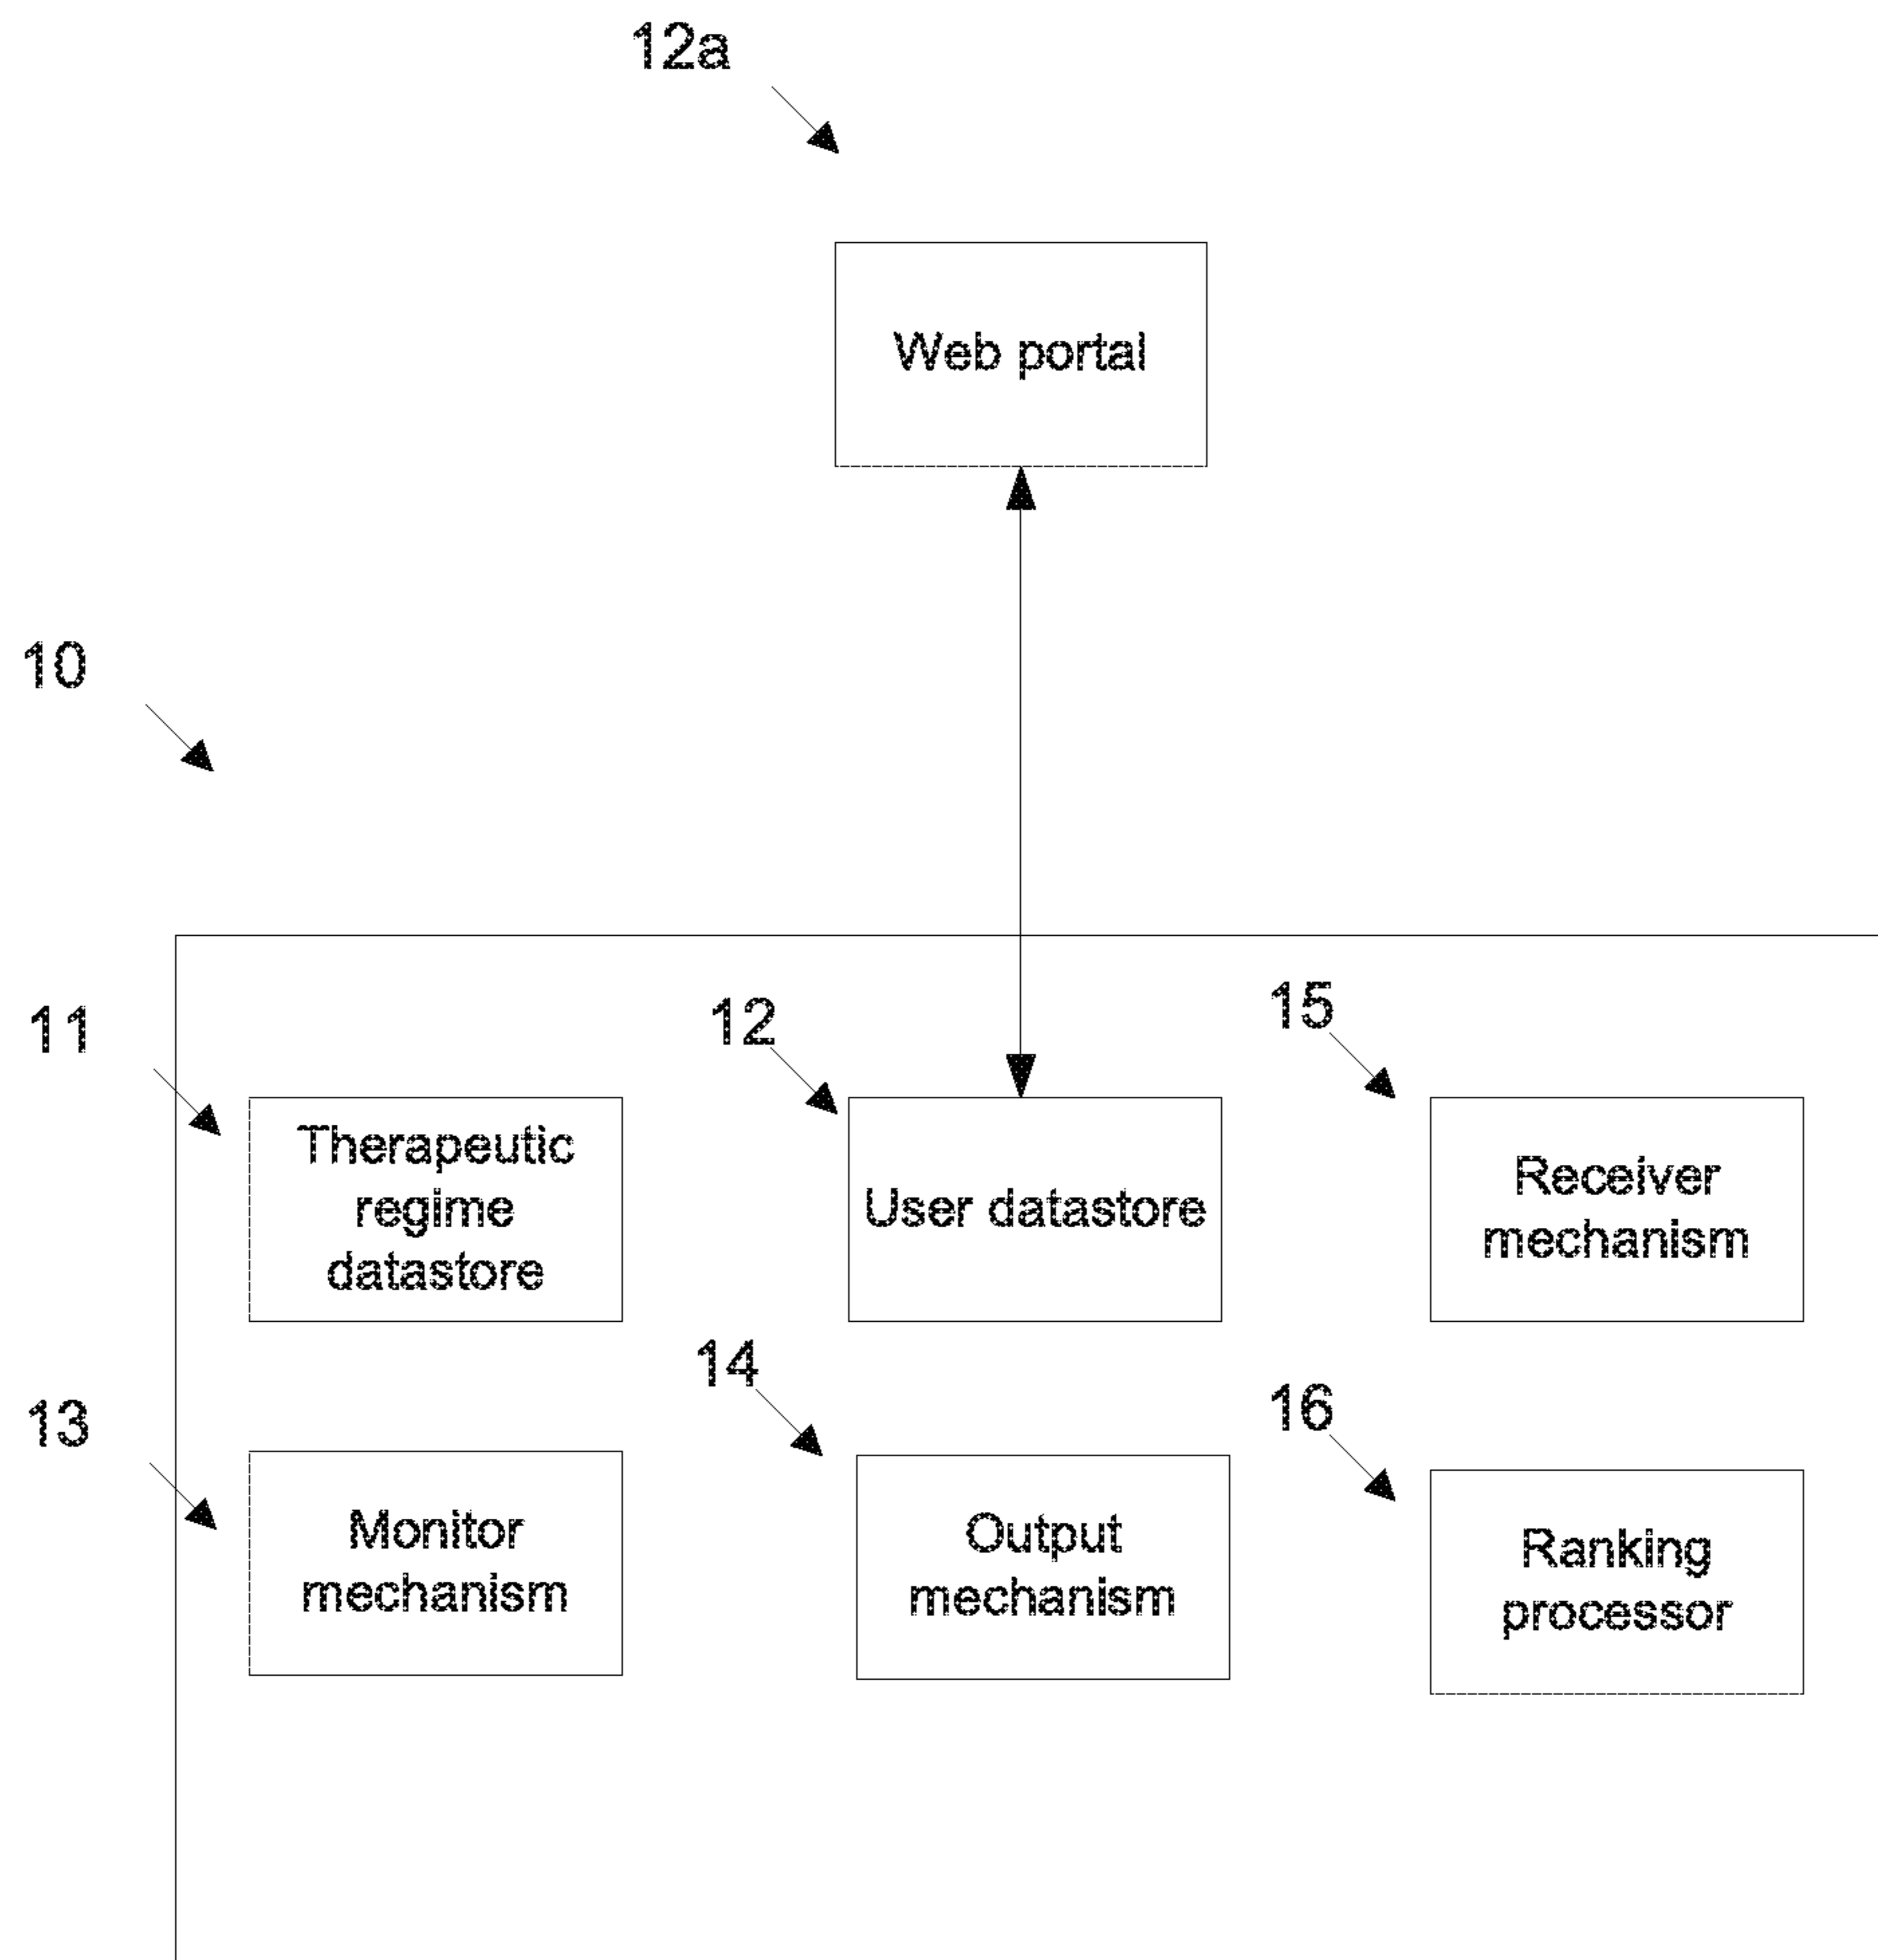 12a
Web portal
10
11
12
15
Therapeutic
regime
datastore
User datastore
Receiver
mechanism
13
14
16
Monitor
mechanism
Output
mechanism
Ranking
processor